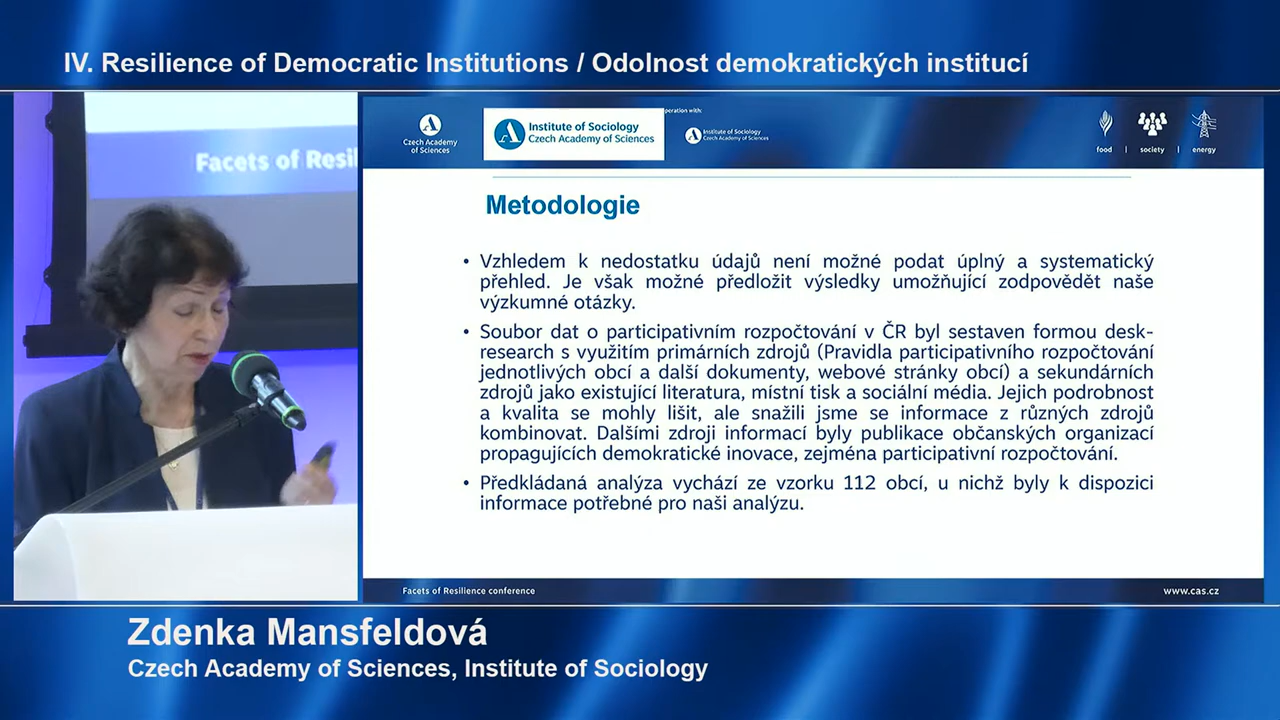 IV. Resilience of Democratic Institutions / Odolnost demokratických institucí
Facets of Resil
Czech Academy
of Sciences
Institute of Sociology
Czech Academy of Sciences
operation with:
Institute of Sociology
Czech Academy of Sciences
food | society | energy
Metodologie
• Vzhledem k nedostatku údajů není možné podat úplný a systematický
přehled. Je však možné předložit výsledky umožňující zodpovědět naše
výzkumné otázky.
• Soubor dat o participativním rozpočtování v ČR byl sestaven formou desk-
research s využitím primárních zdrojů (Pravidla participativního rozpočtování
jednotlivých obcí a další dokumenty, webové stránky obcí) a sekundárních
zdrojů jako existující literatura, místní tisk a sociální média. Jejich podrobnost
a kvalita se mohly lišit, ale snažili jsme se informace z různých zdrojů
kombinovat. Dalšími zdroji informací byly publikace občanských organizací
propagujících demokratické inovace, zejména participativní rozpočtování.
• Předkládaná analýza vychází ze vzorku 112 obcí, u nichž byly k dispozici
informace potřebné pro naši analýzu.
Facets of Resilience conference
www.cas.cz
Zdenka Mansfeldová
Czech Academy of Sciences, Institute of Sociology